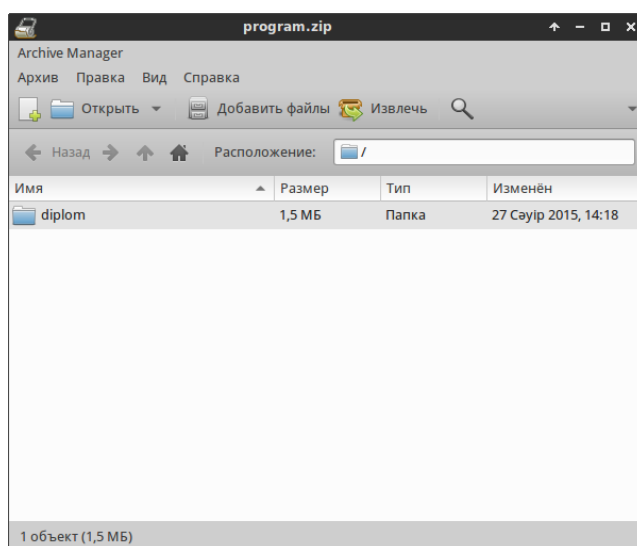 program.zip
Archive Manager
Архив Правка Вид Справка
Открыть Добавить файлы Извлечь
Назад Расположение: /
Имя Размер Тип Изменён
diplom 1,5 МБ Папка 27 Сәуір 2015, 14:18
1 объект (1,5 МБ)